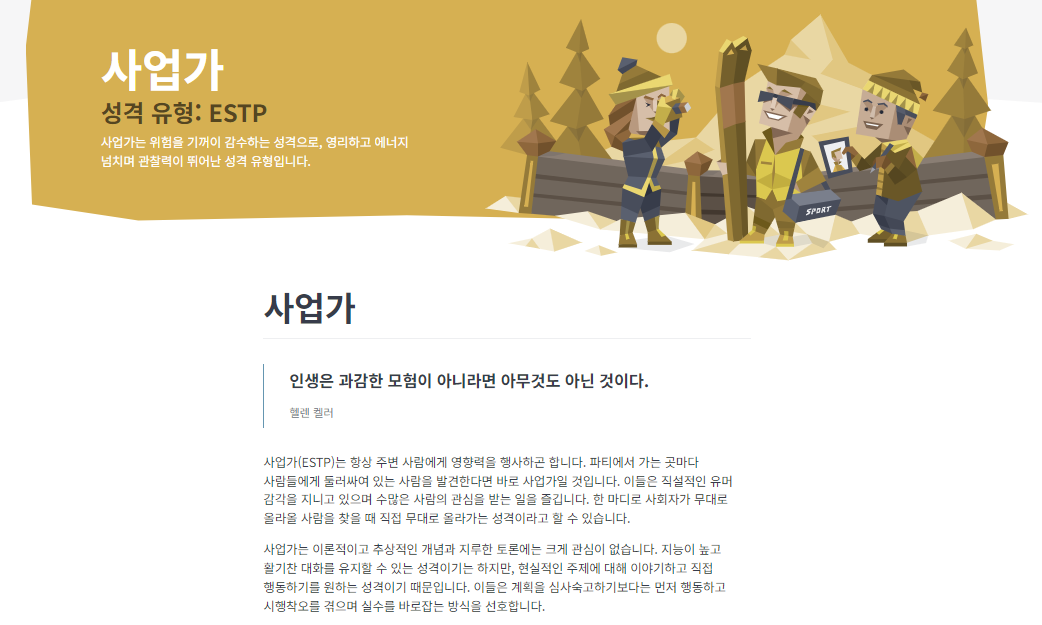 사업가
성격 유형: ESTP
사업가는 위험을 기꺼이 감수하는 성격으로, 영리하고 에너지
넘치며 관찰력이 뛰어난 성격 유형입니다.
SPORT
사업가
인생은 과감한 모험이 아니라면 아무것도 아닌 것이다.
헬렌 켈러
사업가(ESTP)는 항상 주변 사람에게 영향력을 행사하곤 합니다. 파티에서 가는 곳마다
사람들에게 둘러싸여 있는 사람을 발견한다면 바로 사업가일 것입니다. 이들은 직설적인 유머
감각을 지니고 있으며 수많은 사람의 관심을 받는 일을 즐깁니다. 한 마디로 사회자가 무대로
올라올 사람을 찾을 때 직접 무대로 올라가는 성격이라고 할 수 있습니다.
사업가는 이론적이고 추상적인 개념과 지루한 토론에는 크게 관심이 없습니다. 지능이 높고
활기찬 대화를 유지할 수 있는 성격이기는 하지만, 현실적인 주제에 대해 이야기하고 직접
행동하기를 원하는 성격이기 때문입니다. 이들은 계획을 심사숙고하기보다는 먼저 행동하고
시행착오를 겪으며 실수를 바로잡는 방식을 선호합니다.